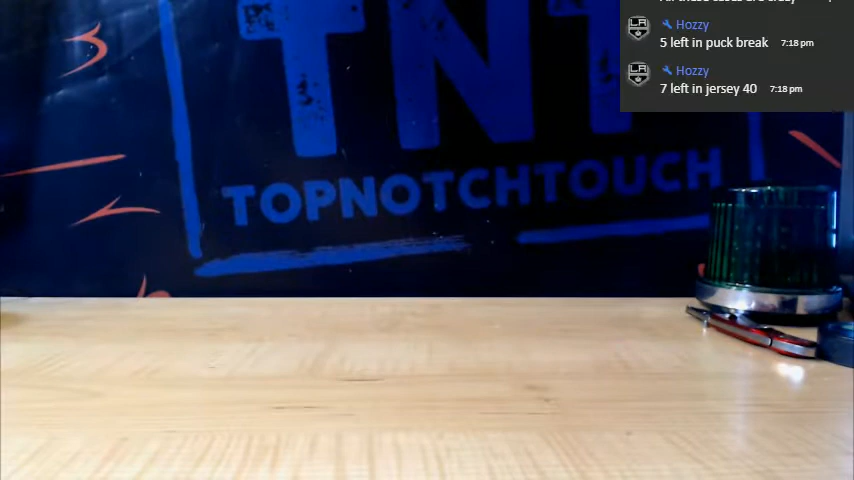 Hozzy
5 left in puck break 7:18 pm
Hozzy
7 left in jersey 40 7:18 pm
TNT
TOPNOTCHTOUCH